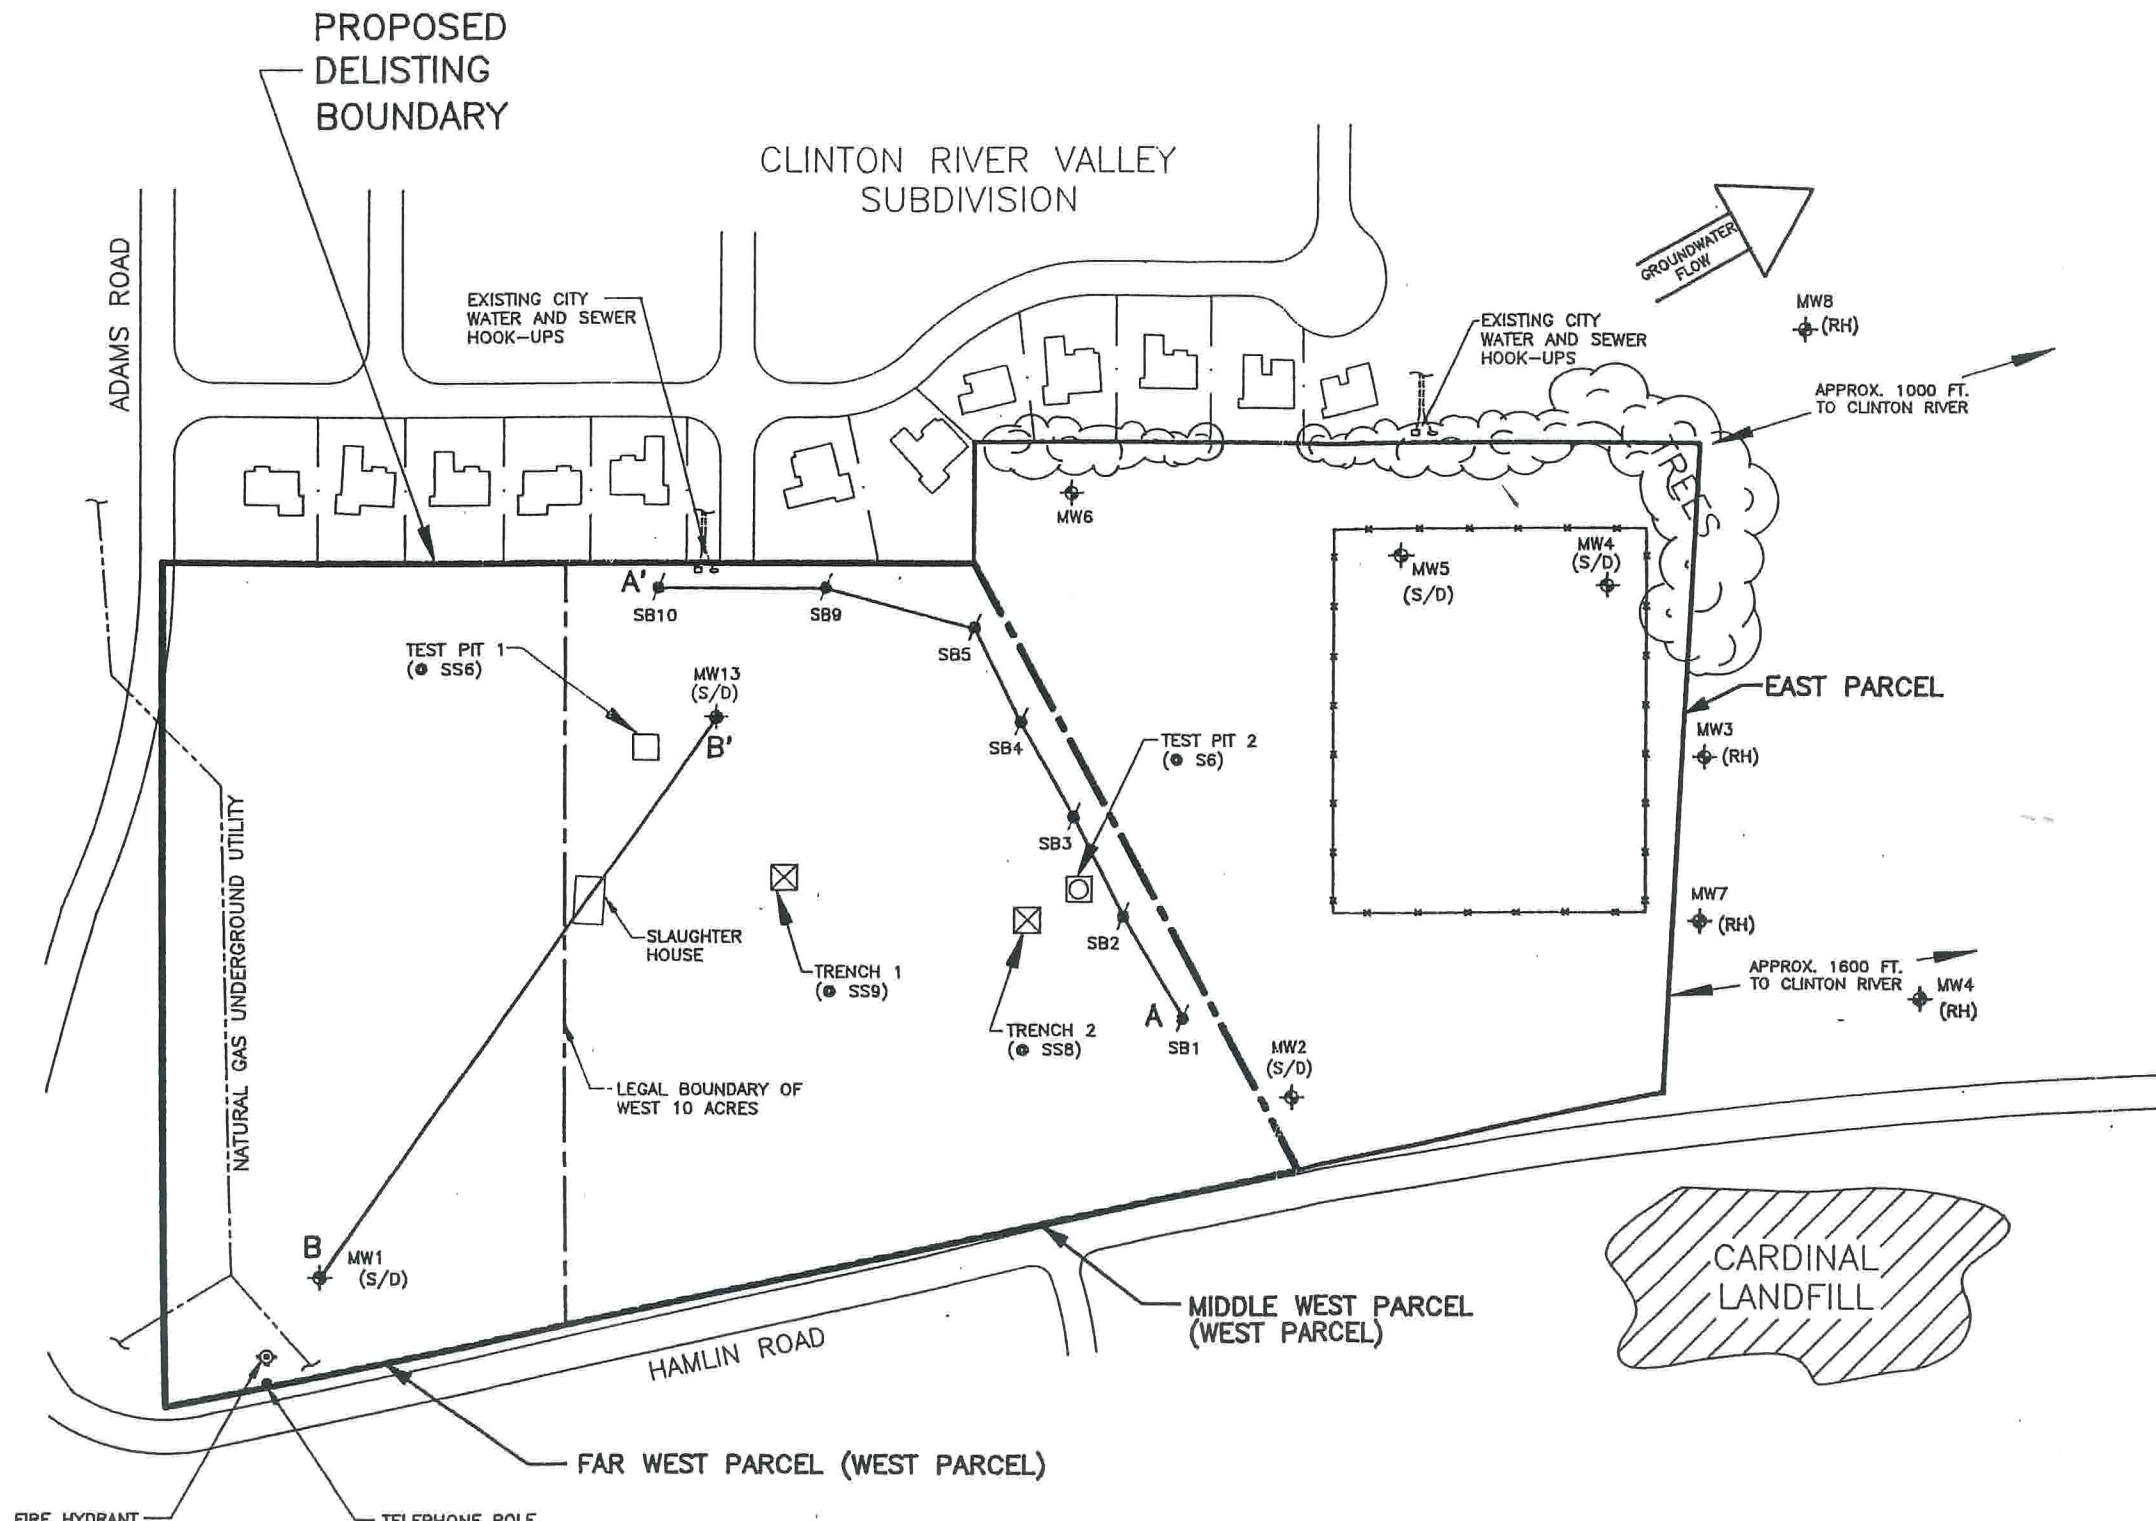 PROPOSED
DELISTING
BOUNDARY
CLINTON RIVER VALLEY
SUBDIVISION
ADAMS ROAD
EXISTING CITY
WATER AND SEWER
HOOK-UPS
GROUNDWATER
FLOW
MW8
(RH)
EXISTING CITY
WATER AND SEWER
HOOK-UPS
APPROX. 1000 FT.
TO CLINTON RIVER
TREES
MW6
MW5
(S/D)
MW4
(S/D)
A'
SB10
SB9
SB5
TEST PIT 1
(@ SS6)
MW13
(S/D)
B'
SB4
TEST PIT 2
(@ S6)
EAST PARCEL
MW3
(RH)
NATURAL GAS UNDERGROUND UTILITY
SB3
MW7
(RH)
SLAUGHTER
HOUSE
SB2
TRENCH 1
(@ SS9)
APPROX. 1600 FT.
TO CLINTON RIVER
MW4
(RH)
A
SB1
TRENCH 2
(@ SS8)
MW2
(S/D)
LEGAL BOUNDARY OF
WEST 10 ACRES
B
MW1
(S/D)
CARDINAL
LANDFILL
MIDDLE WEST PARCEL
(WEST PARCEL)
HAMLIN ROAD
FAR WEST PARCEL (WEST PARCEL)
FIRE HYDRANT
TELEPHONE POLE